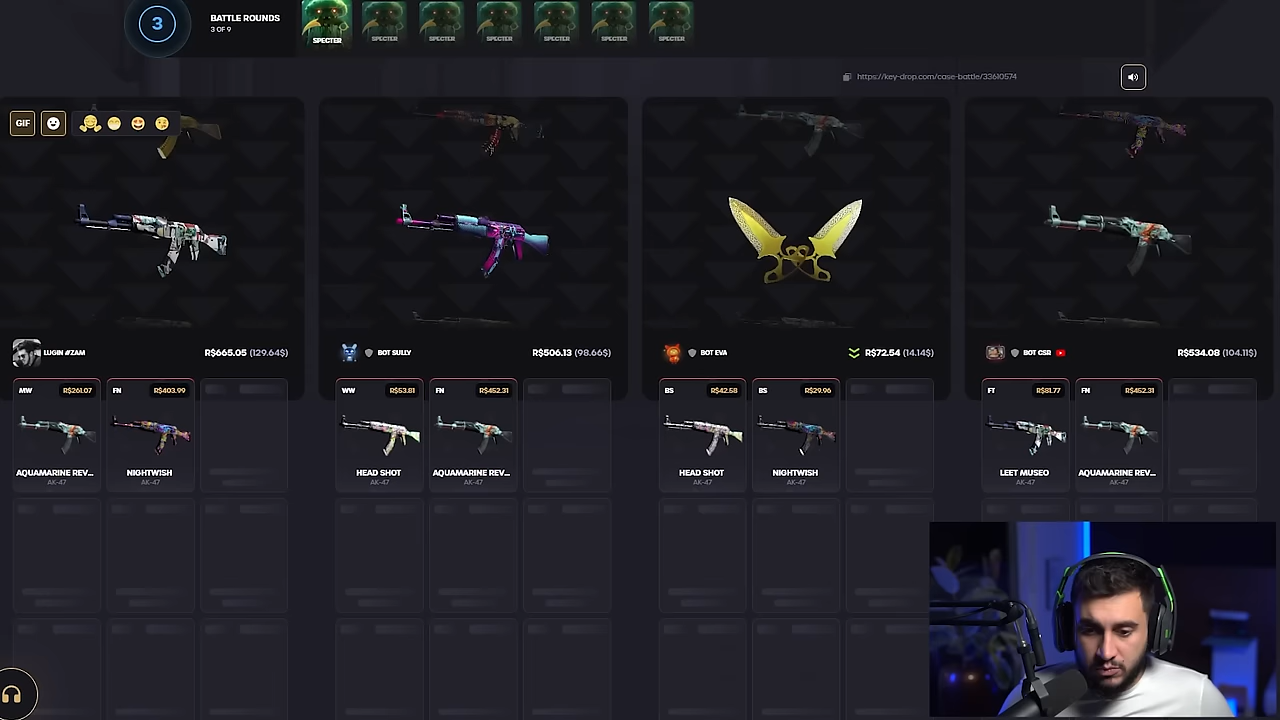 3
BATTLE ROUNDS
3 OF 9
SPECTER
SPECTER
SPECTER
SPECTER
SPECTER
SPECTER
SPECTER
https://key-drop.com/case-battle/33610574
GIF
LUGIN #ZAM
R$665.05 (129.64$)
BOT SULLY
R$506.13 (98.66$)
BOT EVA
R$72.54 (14.14$)
BOT CSR
R$534.08 (104.11$)
MW R$261.07
AQUAMARINE REV...
AK-47
FN R$403.99
NIGHTWISH
AK-47
WW R$53.81
HEAD SHOT
AK-47
FN R$452.31
AQUAMARINE REV...
AK-47
BS R$42.58
HEAD SHOT
AK-47
BS R$29.96
NIGHTWISH
AK-47
FT R$81.77
LEET MUSEO
AK-47
FN R$452.31
AQUAMARINE REV...
AK-47